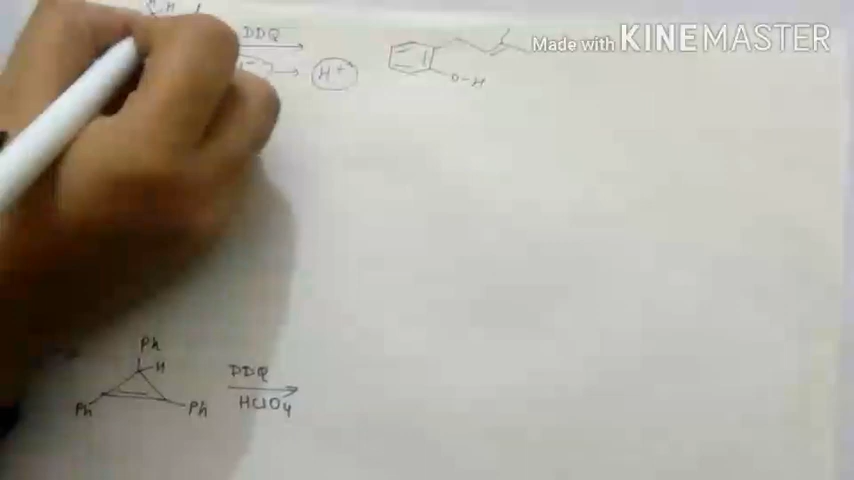 H
DDQ
H+
O-H
Made with KINEMASTER
Ph
H
DDQ
Ph
Ph
HClO4